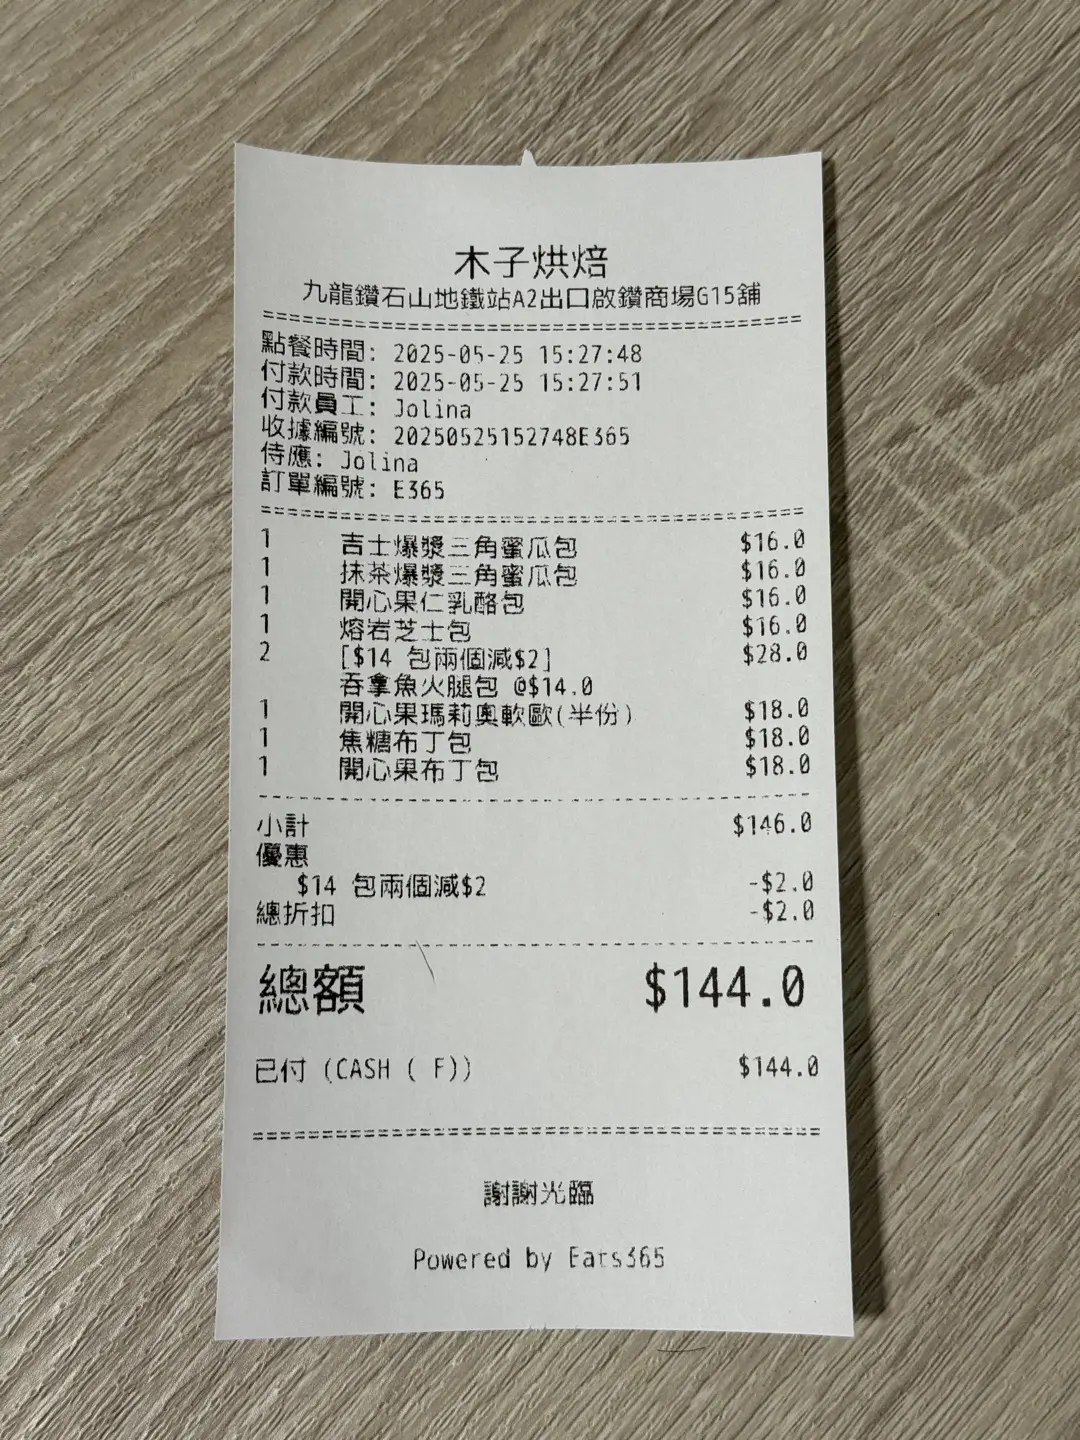 木子烘焙
九龍鑽石山地鐵站A2出口啟鑽商場G15舖
點餐時間: 2025-05-25 15:27:48
付款時間: 2025-05-25 15:27:51
付款員工: Jolina
收據編號: 20250525152748E365
侍應: Jolina
訂單編號: E365
1 吉士爆漿三角蜜瓜包 $16.0
1 抹茶爆漿三角蜜瓜包 $16.0
1 開心果仁乳酪包 $16.0
1 熔岩芝士包 $16.0
2 [$14 包兩個減$2] $28.0
吞拿魚火腿包 @$14.0
1 開心果瑪莉奧軟歐(半份) $18.0
1 焦糖布丁包 $18.0
1 開心果布丁包 $18.0
小計 $146.0
優惠
$14 包兩個減$2 -$2.0
總折扣 -$2.0
總額 $144.0
已付 (CASH ( F)) $144.0
謝謝光臨
Powered by Eats365